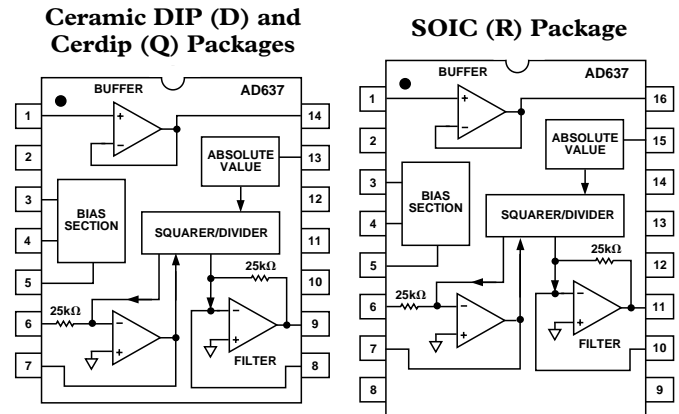 Ceramic DIP (D) and
Cerdip (Q) Packages
BUFFER
AD637
1
14
2
ABSOLUTE
VALUE
13
3
12
BIAS
SECTION
SQUARER/DIVIDER
4
11
5
25kΩ
10
25kΩ
6
9
7
FILTER
8
SOIC (R) Package
BUFFER
AD637
1
16
2
ABSOLUTE
VALUE
15
3
14
BIAS
SECTION
SQUARER/DIVIDER
4
13
5
25kΩ
12
25kΩ
6
11
7
FILTER
10
8
9